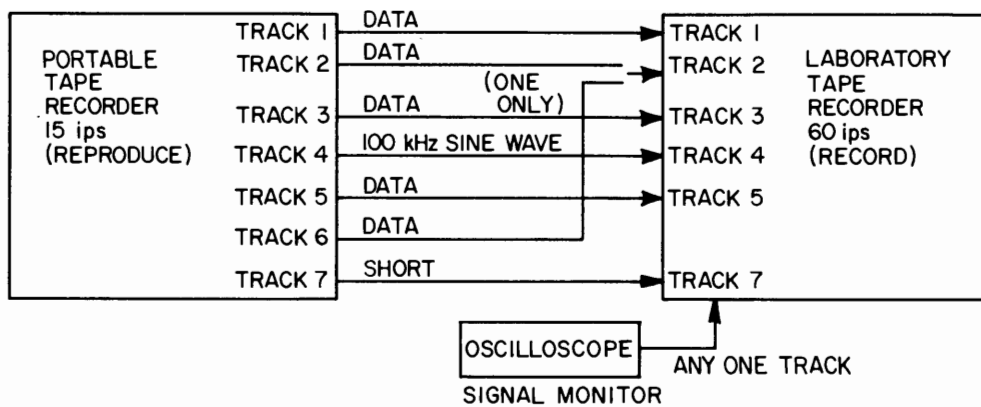 PORTABLE
TAPE
RECORDER
15 ips
(REPRODUCE)
TRACK 1
TRACK 2
TRACK 3
TRACK 4
TRACK 5
TRACK 6
TRACK 7
DATA
DATA
(ONE
ONLY)
DATA
100 kHz SINE WAVE
DATA
DATA
SHORT
TRACK 1
TRACK 2
TRACK 3
TRACK 4
TRACK 5
TRACK 7
LABORATORY
TAPE
RECORDER
60 ips
(RECORD)
OSCILLOSCOPE
ANY ONE TRACK
SIGNAL MONITOR